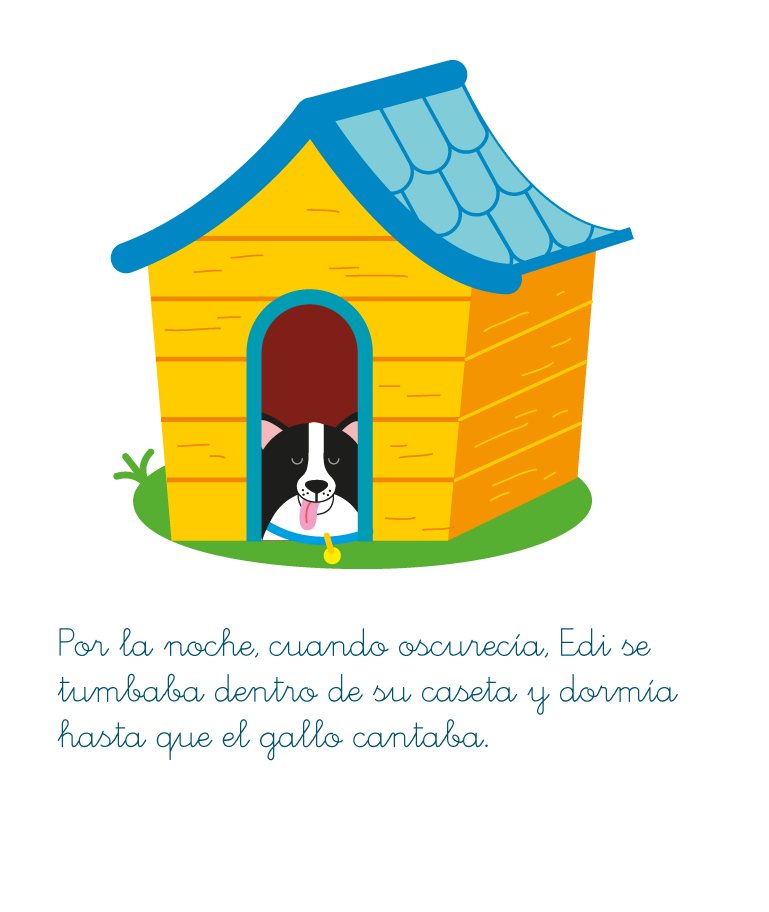 Por la noche, cuando oscurecía, Edi se
tumbaba dentro de su caseta y dormía
hasta que el gallo cantaba.